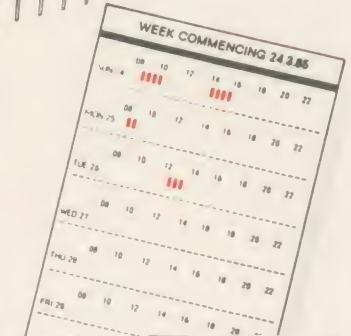 WEEK COMMENCING 24.3.85
08 10 12 14 16 18 20 22
MON 25 08 10 12 14 16 18 20 22
TUE 26 08 10 12 14 16 18 20 22
WED 27 08 10 12 14 16 18 20 22
THU 28 08 10 12 14 16 18 20 22
FRI 29 08 10 12 14 16 18 20